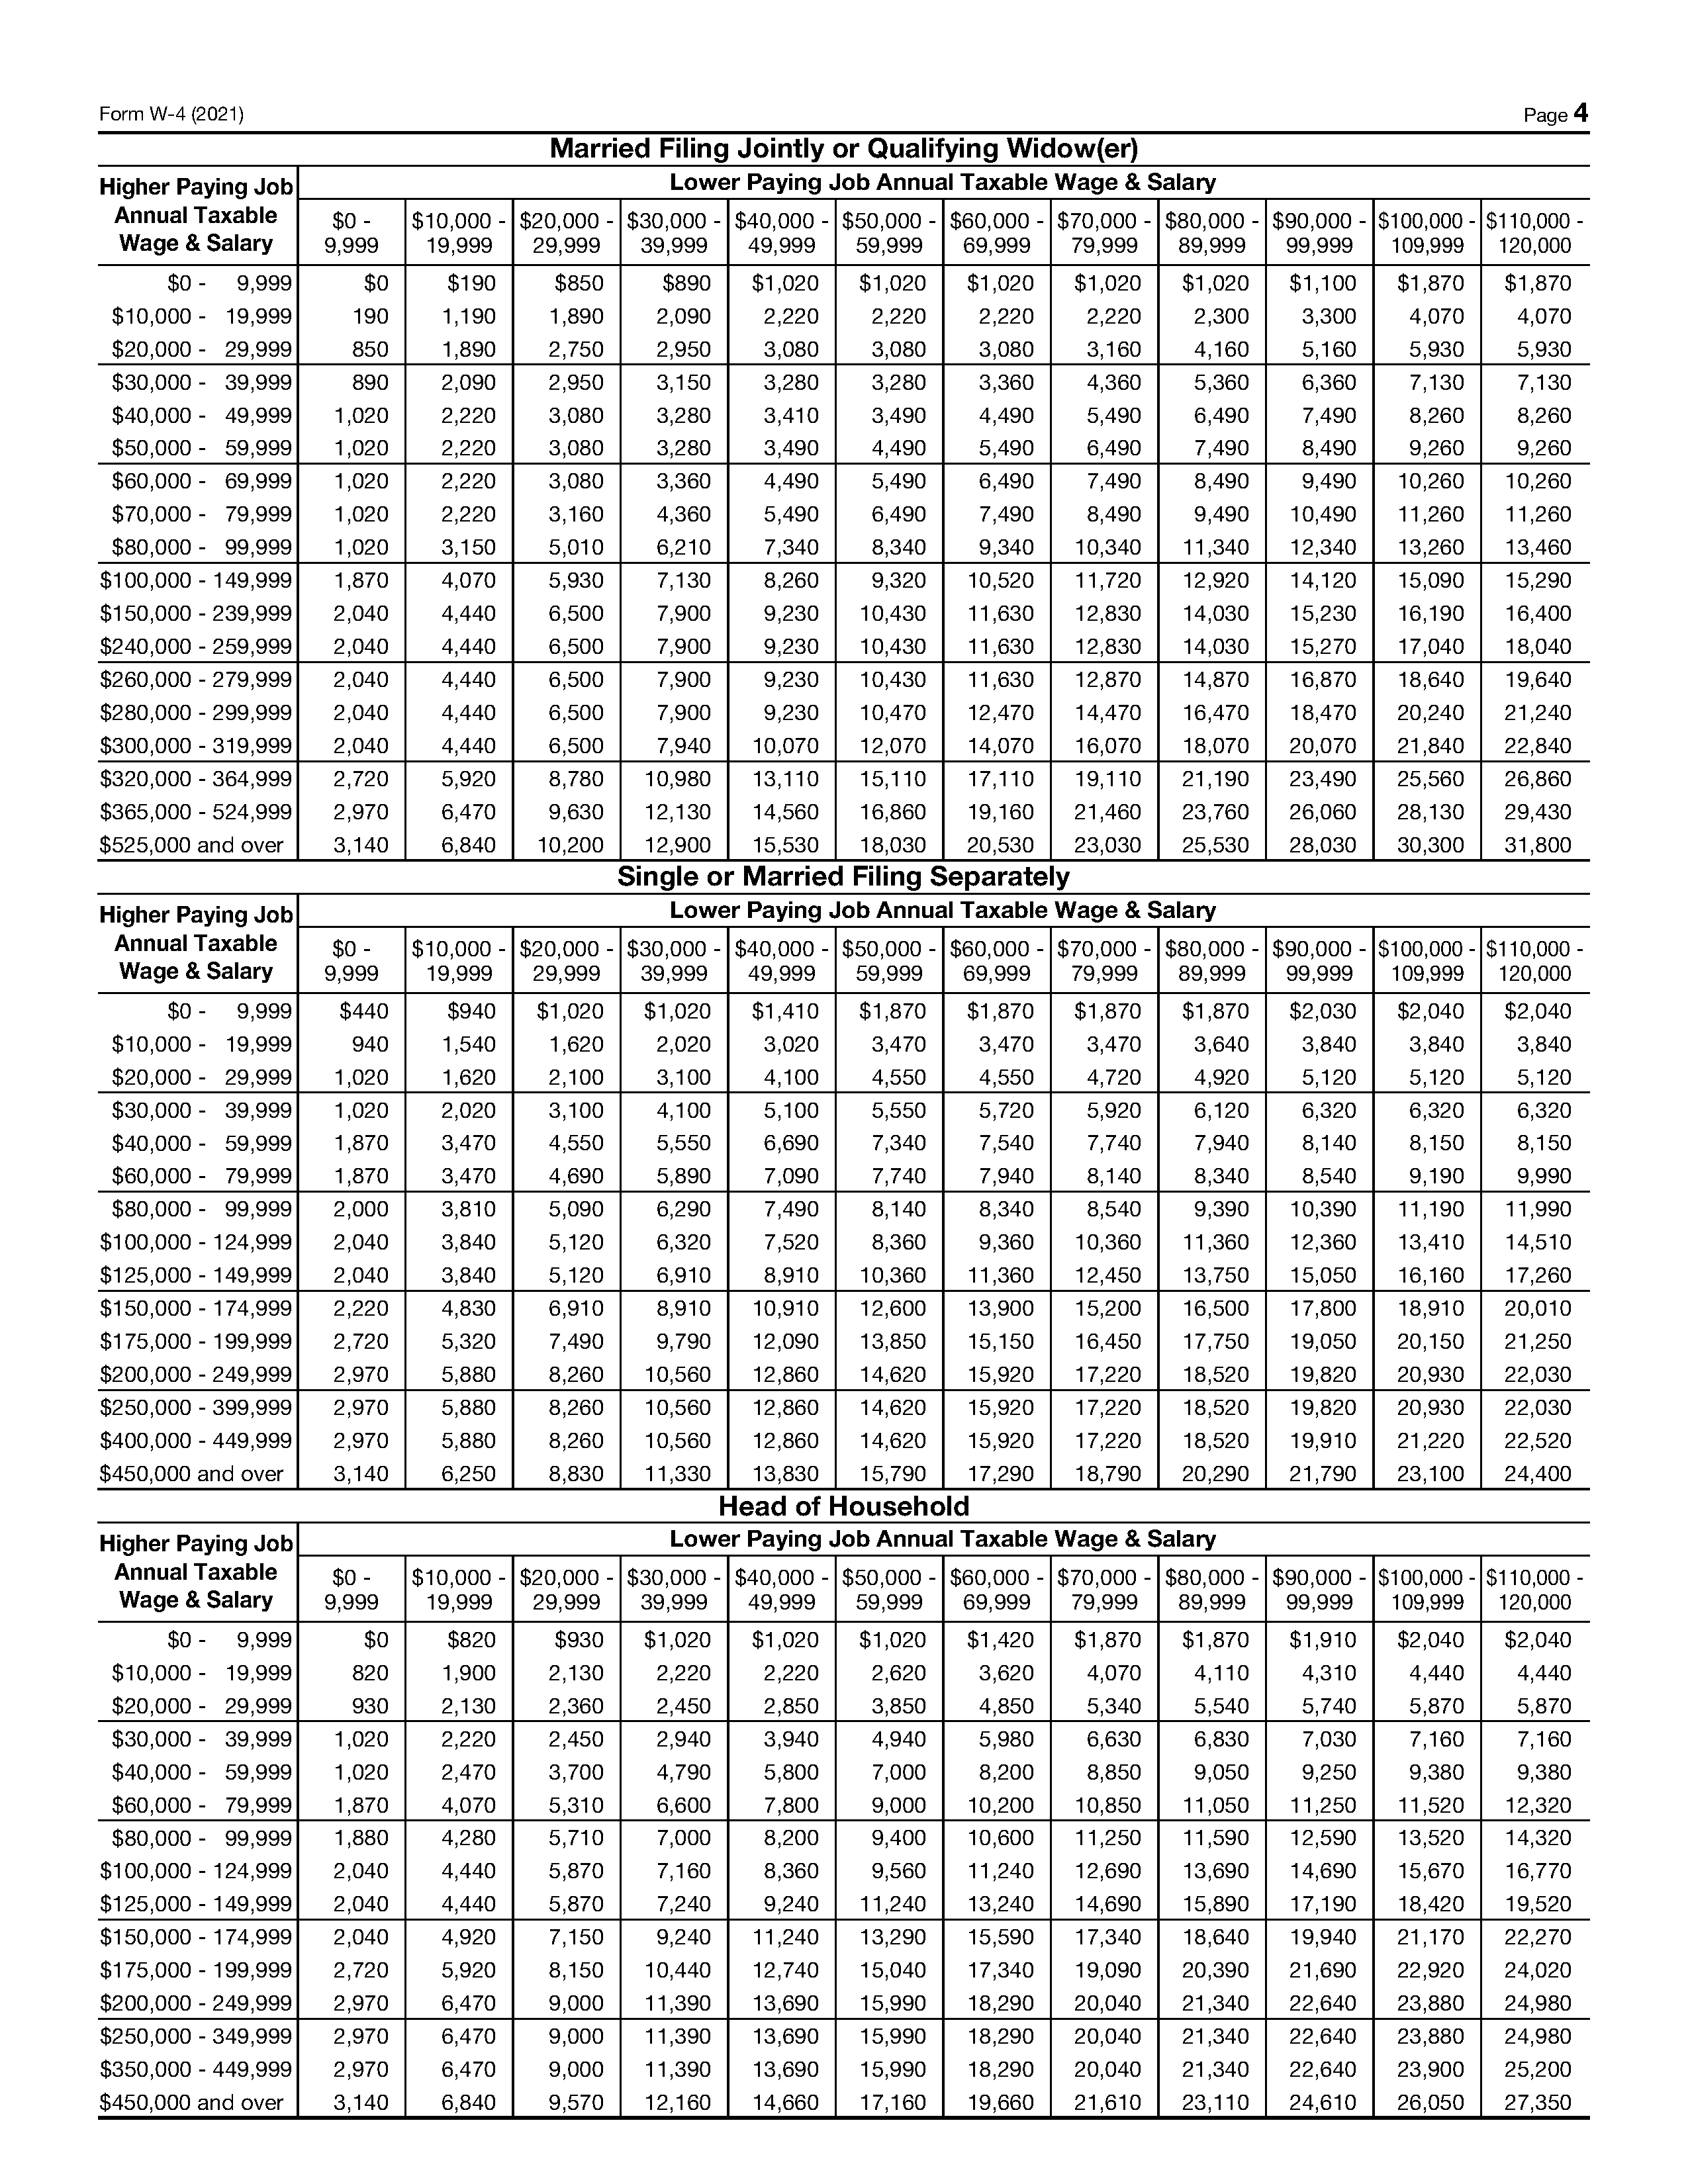 Form W-4 (2021) Page 4
Married Filing Jointly or Qualifying Widow(er)
Higher Paying Job Annual Taxable Wage & Salary
Lower Paying Job Annual Taxable Wage & Salary
$0 - 9,999 $10,000 - 19,999 $20,000 - 29,999 $30,000 - 39,999 $40,000 - 49,999 $50,000 - 59,999 $60,000 - 69,999 $70,000 - 79,999 $80,000 - 89,999 $90,000 - 99,999 $100,000 - 109,999 $110,000 - 120,000
$0 - 9,999 $0 $190 $850 $890 $1,020 $1,020 $1,020 $1,020 $1,020 $1,100 $1,870 $1,870
$10,000 - 19,999 190 1,190 1,890 2,090 2,220 2,220 2,220 2,220 2,300 3,300 4,070 4,070
$20,000 - 29,999 850 1,890 2,750 2,950 3,080 3,080 3,080 3,160 4,160 5,160 5,930 5,930
$30,000 - 39,999 890 2,090 2,950 3,150 3,280 3,280 3,360 4,360 5,360 6,360 7,130 7,130
$40,000 - 49,999 1,020 2,220 3,080 3,280 3,410 3,490 4,490 5,490 6,490 7,490 8,260 8,260
$50,000 - 59,999 1,020 2,220 3,080 3,280 3,490 4,490 5,490 6,490 7,490 8,490 9,260 9,260
$60,000 - 69,999 1,020 2,220 3,080 3,360 4,490 5,490 6,490 7,490 8,490 9,490 10,260 10,260
$70,000 - 79,999 1,020 2,220 3,160 4,360 5,490 6,490 7,490 8,490 9,490 10,490 11,260 11,260
$80,000 - 99,999 1,020 3,150 5,010 6,210 7,340 8,340 9,340 10,340 11,340 12,340 13,260 13,460
$100,000 - 149,999 1,870 4,070 5,930 7,130 8,260 9,320 10,520 11,720 12,920 14,120 15,090 15,290
$150,000 - 239,999 2,040 4,440 6,500 7,900 9,230 10,430 11,630 12,830 14,030 15,230 16,190 16,400
$240,000 - 259,999 2,040 4,440 6,500 7,900 9,230 10,430 11,630 12,830 14,030 15,270 17,040 18,040
$260,000 - 279,999 2,040 4,440 6,500 7,900 9,230 10,430 11,630 12,870 14,870 16,870 18,640 19,640
$280,000 - 299,999 2,040 4,440 6,500 7,900 9,230 10,470 12,470 14,470 16,470 18,470 20,240 21,240
$300,000 - 319,999 2,040 4,440 6,500 7,940 10,070 12,070 14,070 16,070 18,070 20,070 21,840 22,840
$320,000 - 364,999 2,720 5,920 8,780 10,980 13,110 15,110 17,110 19,110 21,190 23,490 25,560 26,860
$365,000 - 524,999 2,970 6,470 9,630 12,130 14,560 16,860 19,160 21,460 23,760 26,060 28,130 29,430
$525,000 and over 3,140 6,840 10,200 12,900 15,530 18,030 20,530 23,030 25,530 28,030 30,300 31,800
Single or Married Filing Separately
Higher Paying Job Annual Taxable Wage & Salary
Lower Paying Job Annual Taxable Wage & Salary
$0 - 9,999 $10,000 - 19,999 $20,000 - 29,999 $30,000 - 39,999 $40,000 - 49,999 $50,000 - 59,999 $60,000 - 69,999 $70,000 - 79,999 $80,000 - 89,999 $90,000 - 99,999 $100,000 - 109,999 $110,000 - 120,000
$0 - 9,999 $440 $940 $1,020 $1,020 $1,410 $1,870 $1,870 $1,870 $1,870 $2,030 $2,040 $2,040
$10,000 - 19,999 940 1,540 1,620 2,020 3,020 3,470 3,470 3,470 3,640 3,840 3,840 3,840
$20,000 - 29,999 1,020 1,620 2,100 3,100 4,100 4,550 4,550 4,720 4,920 5,120 5,120 5,120
$30,000 - 39,999 1,020 2,020 3,100 4,100 5,100 5,550 5,720 5,920 6,120 6,320 6,320 6,320
$40,000 - 59,999 1,870 3,470 4,550 5,550 6,690 7,340 7,540 7,740 7,940 8,140 8,150 8,150
$60,000 - 79,999 1,870 3,470 4,690 5,890 7,090 7,740 7,940 8,140 8,340 8,540 9,190 9,990
$80,000 - 99,999 2,000 3,810 5,090 6,290 7,490 8,140 8,340 8,540 9,390 10,390 11,190 11,990
$100,000 - 124,999 2,040 3,840 5,120 6,320 7,520 8,360 9,360 10,360 11,360 12,360 13,410 14,510
$125,000 - 149,999 2,040 3,840 5,120 6,910 8,910 10,360 11,360 12,450 13,750 15,050 16,160 17,260
$150,000 - 174,999 2,220 4,830 6,910 8,910 10,910 12,600 13,900 15,200 16,500 17,800 18,910 20,010
$175,000 - 199,999 2,720 5,320 7,490 9,790 12,090 13,850 15,150 16,450 17,750 19,050 20,150 21,250
$200,000 - 249,999 2,970 5,880 8,260 10,560 12,860 14,620 15,920 17,220 18,520 19,820 20,930 22,030
$250,000 - 399,999 2,970 5,880 8,260 10,560 12,860 14,620 15,920 17,220 18,520 19,820 20,930 22,030
$400,000 - 449,999 2,970 5,880 8,260 10,560 12,860 14,620 15,920 17,220 18,520 19,910 21,220 22,520
$450,000 and over 3,140 6,250 8,830 11,330 13,830 15,790 17,290 18,790 20,290 21,790 23,100 24,400
Head of Household
Higher Paying Job Annual Taxable Wage & Salary
Lower Paying Job Annual Taxable Wage & Salary
$0 - 9,999 $10,000 - 19,999 $20,000 - 29,999 $30,000 - 39,999 $40,000 - 49,999 $50,000 - 59,999 $60,000 - 69,999 $70,000 - 79,999 $80,000 - 89,999 $90,000 - 99,999 $100,000 - 109,999 $110,000 - 120,000
$0 - 9,999 $0 $820 $930 $1,020 $1,020 $1,020 $1,420 $1,870 $1,870 $1,910 $2,040 $2,040
$10,000 - 19,999 820 1,900 2,130 2,220 2,220 2,620 3,620 4,070 4,110 4,310 4,440 4,440
$20,000 - 29,999 930 2,130 2,360 2,450 2,850 3,850 4,850 5,340 5,540 5,740 5,870 5,870
$30,000 - 39,999 1,020 2,220 2,450 2,940 3,940 4,940 5,980 6,630 6,830 7,030 7,160 7,160
$40,000 - 59,999 1,020 2,470 3,700 4,790 5,800 7,000 8,200 8,850 9,050 9,250 9,380 9,380
$60,000 - 79,999 1,870 4,070 5,310 6,600 7,800 9,000 10,200 10,850 11,050 11,250 11,520 12,320
$80,000 - 99,999 1,880 4,280 5,710 7,000 8,200 9,400 10,600 11,250 11,590 12,590 13,520 14,320
$100,000 - 124,999 2,040 4,440 5,870 7,160 8,360 9,560 11,240 12,690 13,690 14,690 15,670 16,770
$125,000 - 149,999 2,040 4,440 5,870 7,240 9,240 11,240 13,240 14,690 15,890 17,190 18,420 19,520
$150,000 - 174,999 2,040 4,920 7,150 9,240 11,240 13,290 15,590 17,340 18,640 19,940 21,170 22,270
$175,000 - 199,999 2,720 5,920 8,150 10,440 12,740 15,040 17,340 19,090 20,390 21,690 22,920 24,020
$200,000 - 249,999 2,970 6,470 9,000 11,390 13,690 15,990 18,290 20,040 21,340 22,640 23,880 24,980
$250,000 - 349,999 2,970 6,470 9,000 11,390 13,690 15,990 18,290 20,040 21,340 22,640 23,880 24,980
$350,000 - 449,999 2,970 6,470 9,000 11,390 13,690 15,990 18,290 20,040 21,340 22,640 23,900 25,200
$450,000 and over 3,140 6,840 9,570 12,160 14,660 17,160 19,660 21,610 23,110 24,610 26,050 27,350